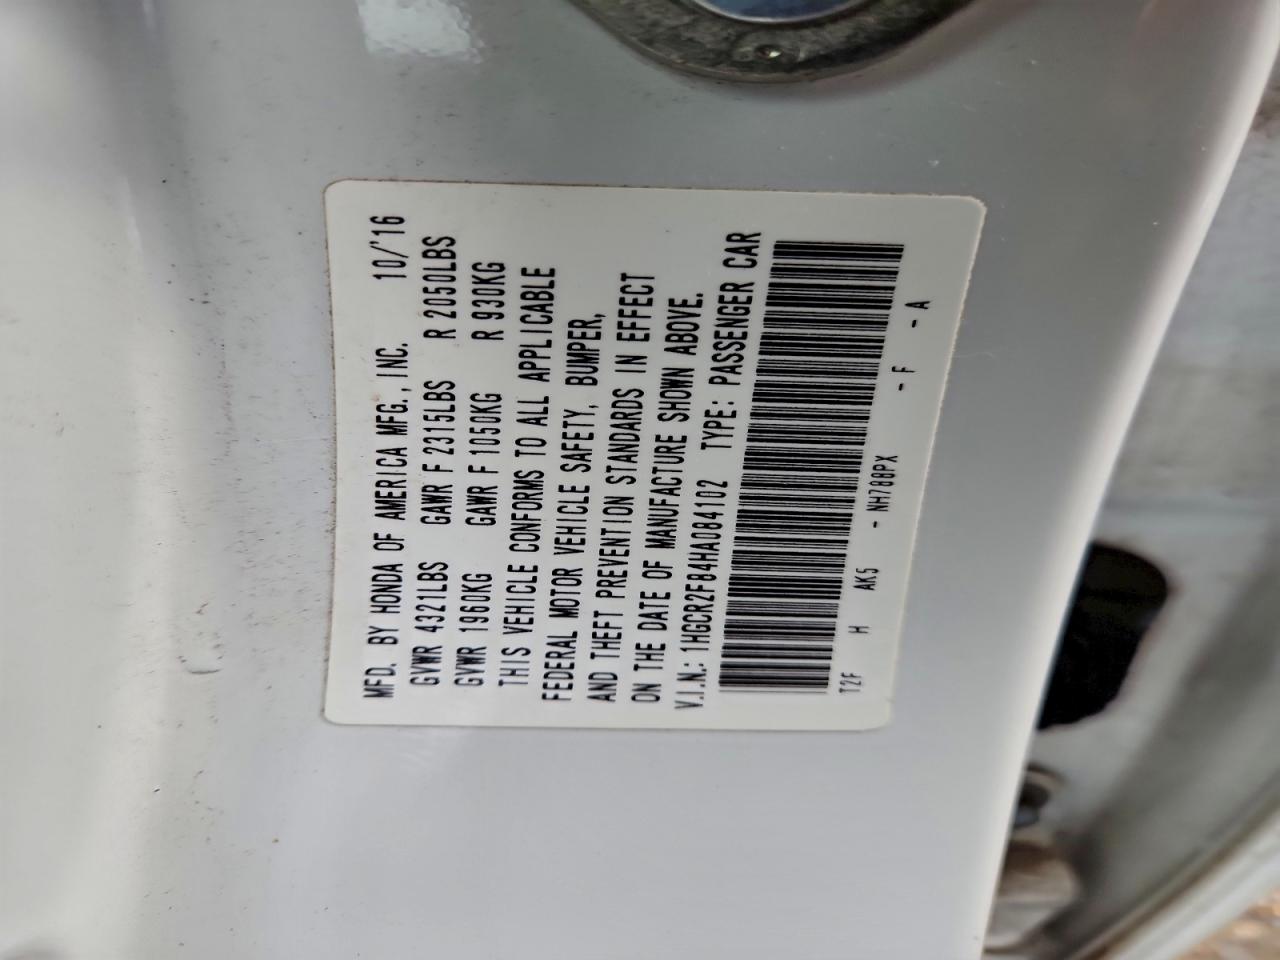 MFD. BY HONDA OF AMERICA MFG., INC. 10/'16
GVWR 4321LBS GAWR F 2315LBS R 2050LBS
GVWR 1960KG GAWR F 1050KG R 930KG
THIS VEHICLE CONFORMS TO ALL APPLICABLE
FEDERAL MOTOR VEHICLE SAFETY, BUMPER,
AND THEFT PREVENTION STANDARDS IN EFFECT
ON THE DATE OF MANUFACTURE SHOWN ABOVE.
V.I.N.: 1HGCR2F84HA084102 TYPE: PASSENGER CAR
T2F H AK5 - NH788PX - F - A